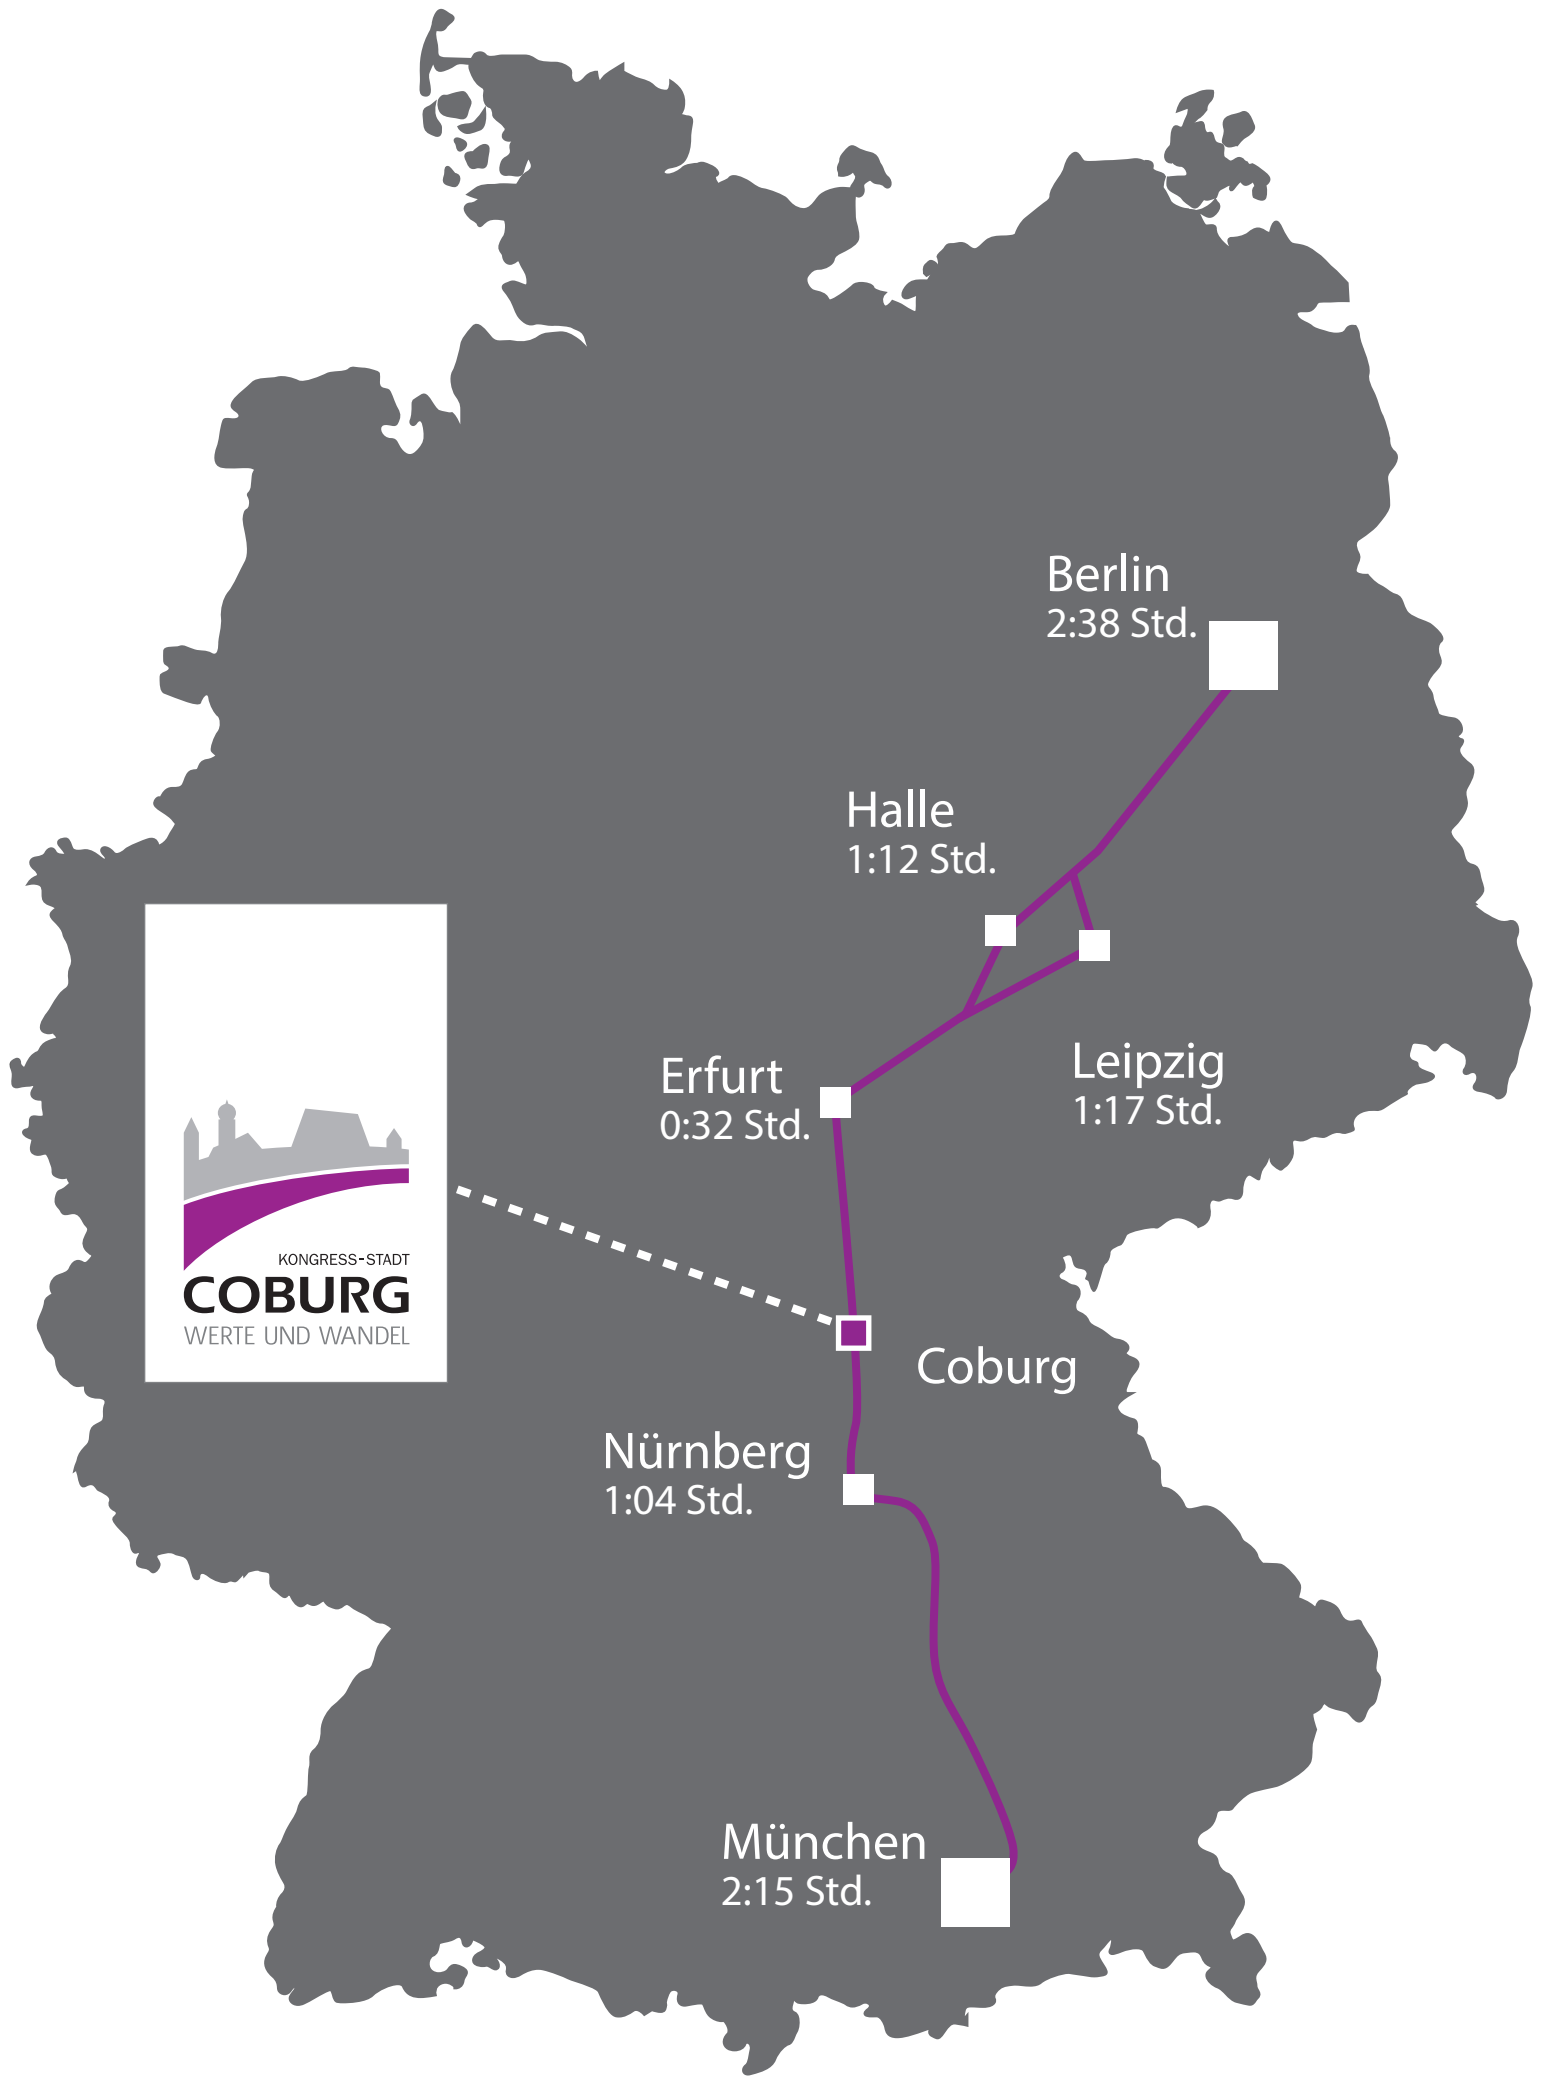 Berlin
2:38 Std.
Halle
1:12 Std.
Leipzig
1:17 Std.
Erfurt
0:32 Std.
KONGRESS-STADT
COBURG
WERTE UND WANDEL
Coburg
Nürnberg
1:04 Std.
München
2:15 Std.